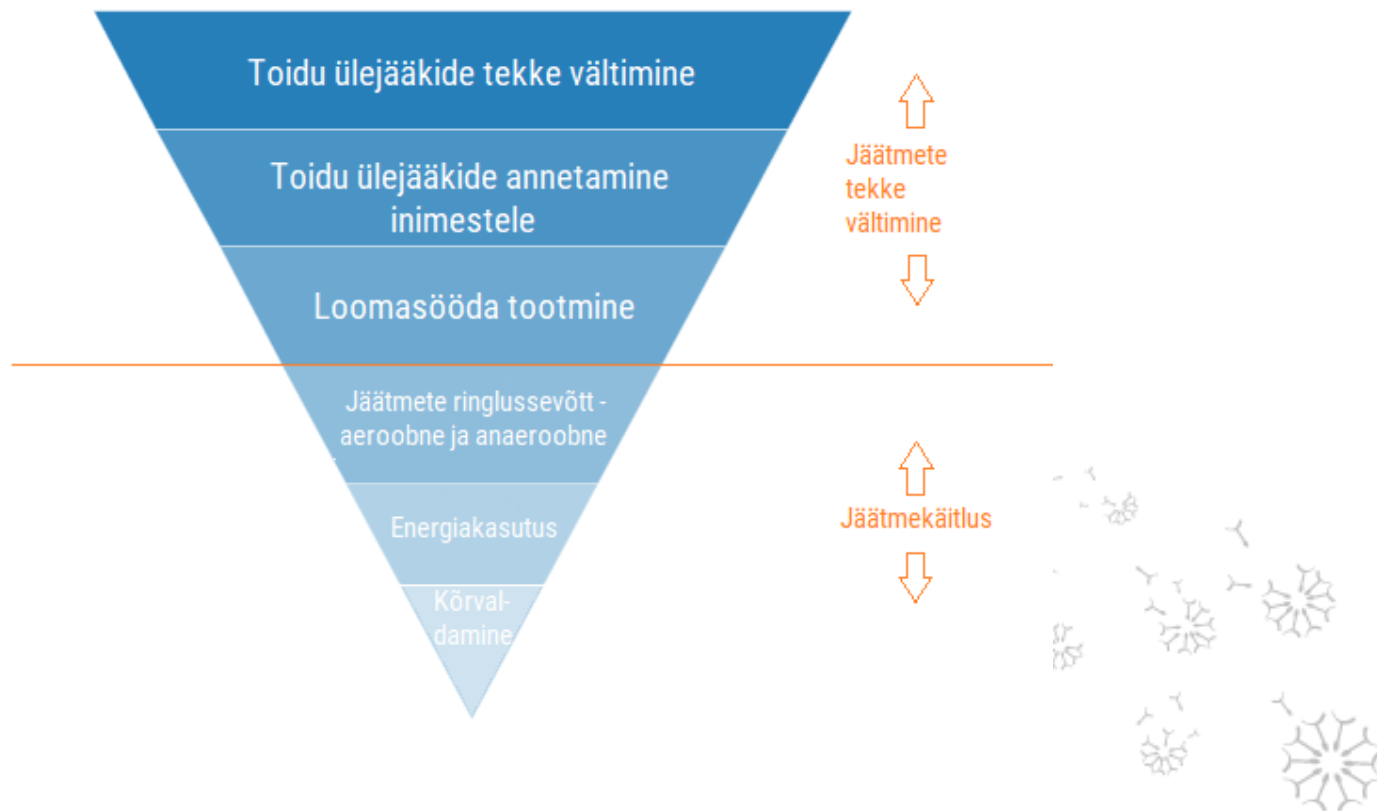 Toidu ülejääkide tekke vältimine
Toidu ülejääkide annetamine
inimestele
Loomasööda tootmine
Jäätmete
tekke
vältimine
Jäätmete ringlussevõtt -
aeroobne ja anaeroobne
Energiakasutus
Kõrval-
damine
Jäätmekäitlus